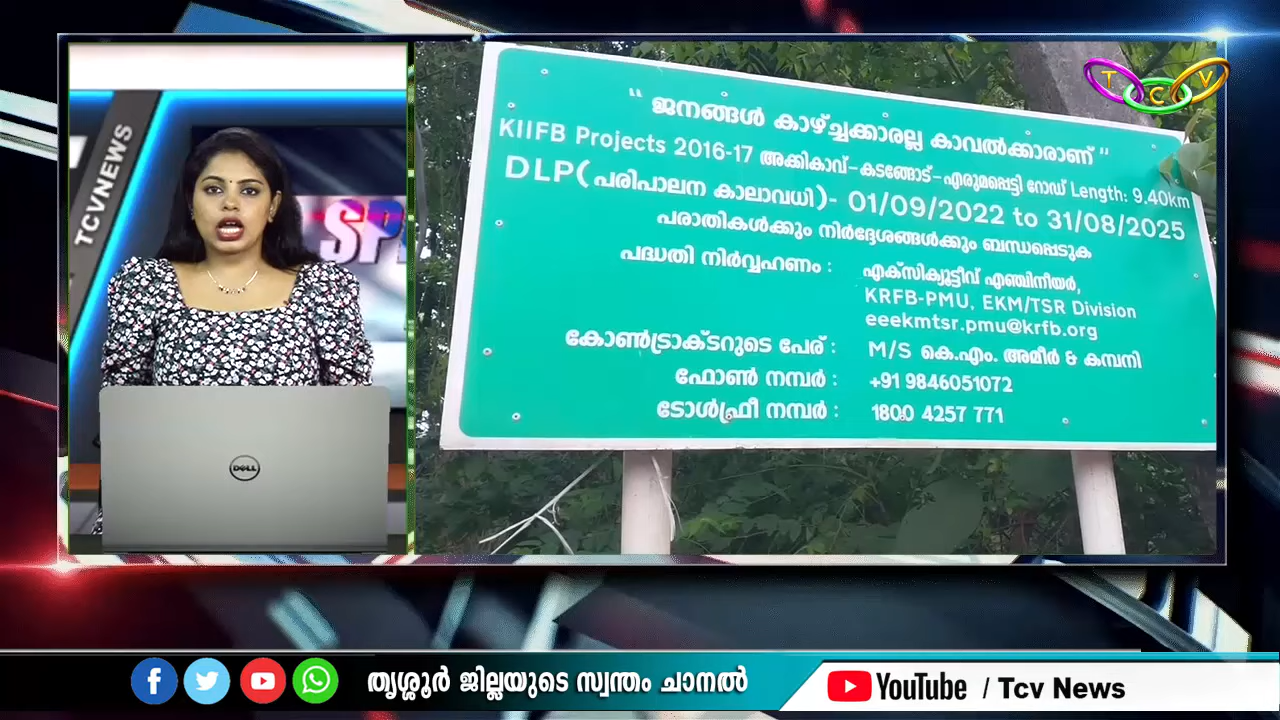 TCVNEWS
SP
T C V
“ ജനങ്ങൾ കാഴ്ച്ചക്കാരല്ല കാവൽക്കാരാണ് ”
KIIFB Projects 2016-17 അക്കികാവ്-കടങ്ങോട്-എരുമപ്പെട്ടി റോഡ് Length: 9.40km
DLP(പരിപാലന കാലാവധി)- 01/09/2022 to 31/08/2025
പരാതികൾക്കും നിർദ്ദേശങ്ങൾക്കും ബന്ധപ്പെടുക
പദ്ധതി നിർവ്വഹണം : എക്സിക്യൂട്ടീവ് എഞ്ചിനീയർ,
KRFB-PMU, EKM/TSR Division
eeekmtsr.pmu@krfb.org
കോൺട്രാക്ടറുടെ പേര് : M/S കെ.എം. അമീർ & കമ്പനി
ഫോൺ നമ്പർ : +91 9846051072
ടോൾഫ്രീ നമ്പർ : 1800 4257 771
DELL
തൃശ്ശൂർ ജില്ലയുടെ സ്വന്തം ചാനൽ
YouTube / Tcv News